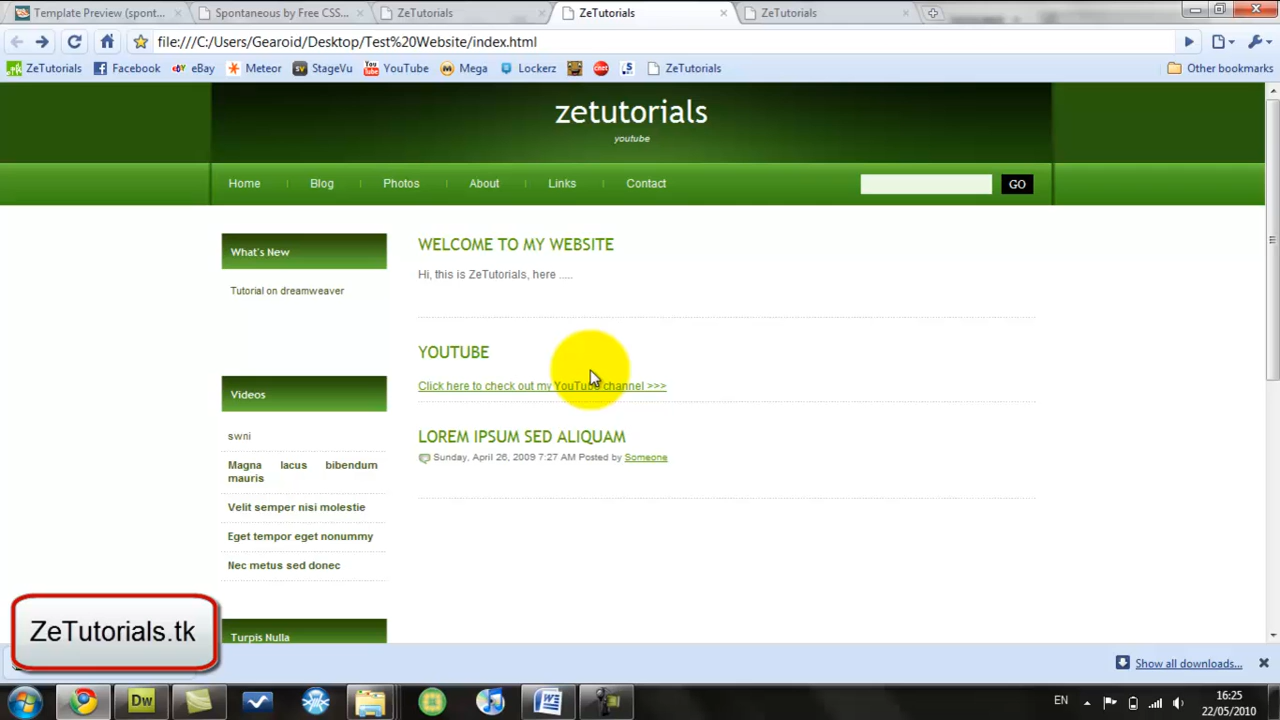 Template Preview (spont...
Spontaneous by Free CSS...
ZeTutorials
ZeTutorials
ZeTutorials
file:///C:/Users/Gearoid/Desktop/Test%20Website/index.html
ZeTutorials
Facebook
eBay
Meteor
StageVu
YouTube
Mega
Lockerz
ZeTutorials
Other bookmarks
zetutorials
youtube
Home
Blog
Photos
About
Links
Contact
GO
What's New
Tutorial on dreamweaver
Videos
swni
Magna lacus bibendum
mauris
Velit semper nisi molestie
Eget tempor eget nonummy
Nec metus sed donec
Turpis Nulla
WELCOME TO MY WEBSITE
Hi, this is ZeTutorials, here .....
YOUTUBE
Click here to check out my YouTube channel >>>
LOREM IPSUM SED ALIQUAM
Sunday, April 26, 2009 7:27 AM Posted by Someone
ZeTutorials.tk
Show all downloads...
Dw
EN
16:25
22/05/2010